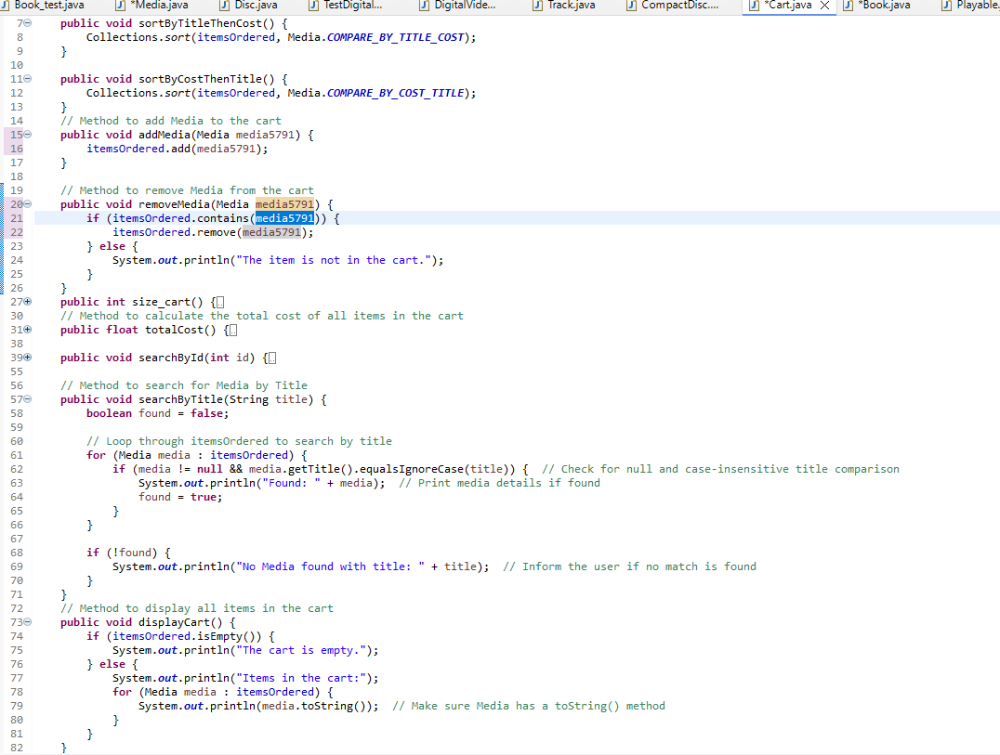 Book_test.java *Media.java Disc.java TestDigital... DigitalVide... Track.java CompactDisc.... *Cart.java *Book.java Playable.
7 public void sortByTitleThenCost() {
8 Collections.sort(itemsOrdered, Media.COMPARE_BY_TITLE_COST);
9 }
10
11 public void sortByCostThenTitle() {
12 Collections.sort(itemsOrdered, Media.COMPARE_BY_COST_TITLE);
13 }
14 // Method to add Media to the cart
15 public void addMedia(Media media5791) {
16 itemsOrdered.add(media5791);
17 }
18
19 // Method to remove Media from the cart
20 public void removeMedia(Media media5791) {
21 if (itemsOrdered.contains(media5791)) {
22 itemsOrdered.remove(media5791);
23 } else {
24 System.out.println("The item is not in the cart.");
25 }
26 }
27 public int size_cart() {
30 // Method to calculate the total cost of all items in the cart
31 public float totalCost() {
38
39 public void searchById(int id) {
55
56 // Method to search for Media by Title
57 public void searchByTitle(String title) {
58 boolean found = false;
59
60 // Loop through itemsOrdered to search by title
61 for (Media media : itemsOrdered) {
62 if (media != null && media.getTitle().equalsIgnoreCase(title)) { // Check for null and case-insensitive title comparison
63 System.out.println("Found: " + media); // Print media details if found
64 found = true;
65 }
66 }
67
68 if (!found) {
69 System.out.println("No Media found with title: " + title); // Inform the user if no match is found
70 }
71 }
72 // Method to display all items in the cart
73 public void displayCart() {
74 if (itemsOrdered.isEmpty()) {
75 System.out.println("The cart is empty.");
76 } else {
77 System.out.println("Items in the cart:");
78 for (Media media : itemsOrdered) {
79 System.out.println(media.toString()); // Make sure Media has a toString() method
80 }
81 }
82 }